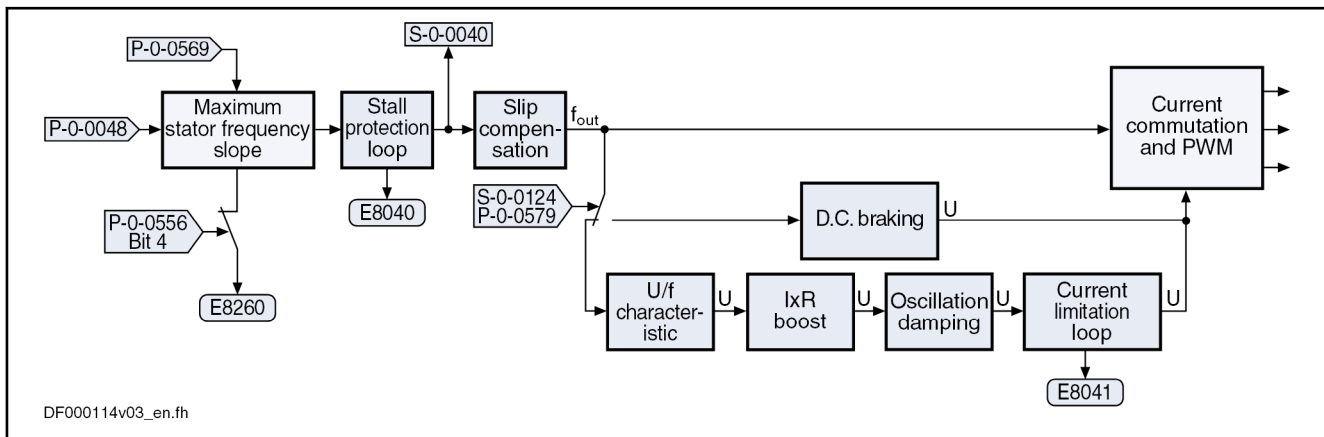 S-0-0040
P-0-0569
P-0-0048
Maximum
stator frequency
slope
Stall
protection
loop
Slip
compen-
sation
fout
Current
commutation
and PWM
P-0-0556
Bit 4
E8260
E8040
S-0-0124
P-0-0579
D.C. braking
U
U/f
character-
istic
U
IxR
boost
U
Oscillation
damping
U
Current
limitation
loop
U
E8041
DF000114v03_en.fh